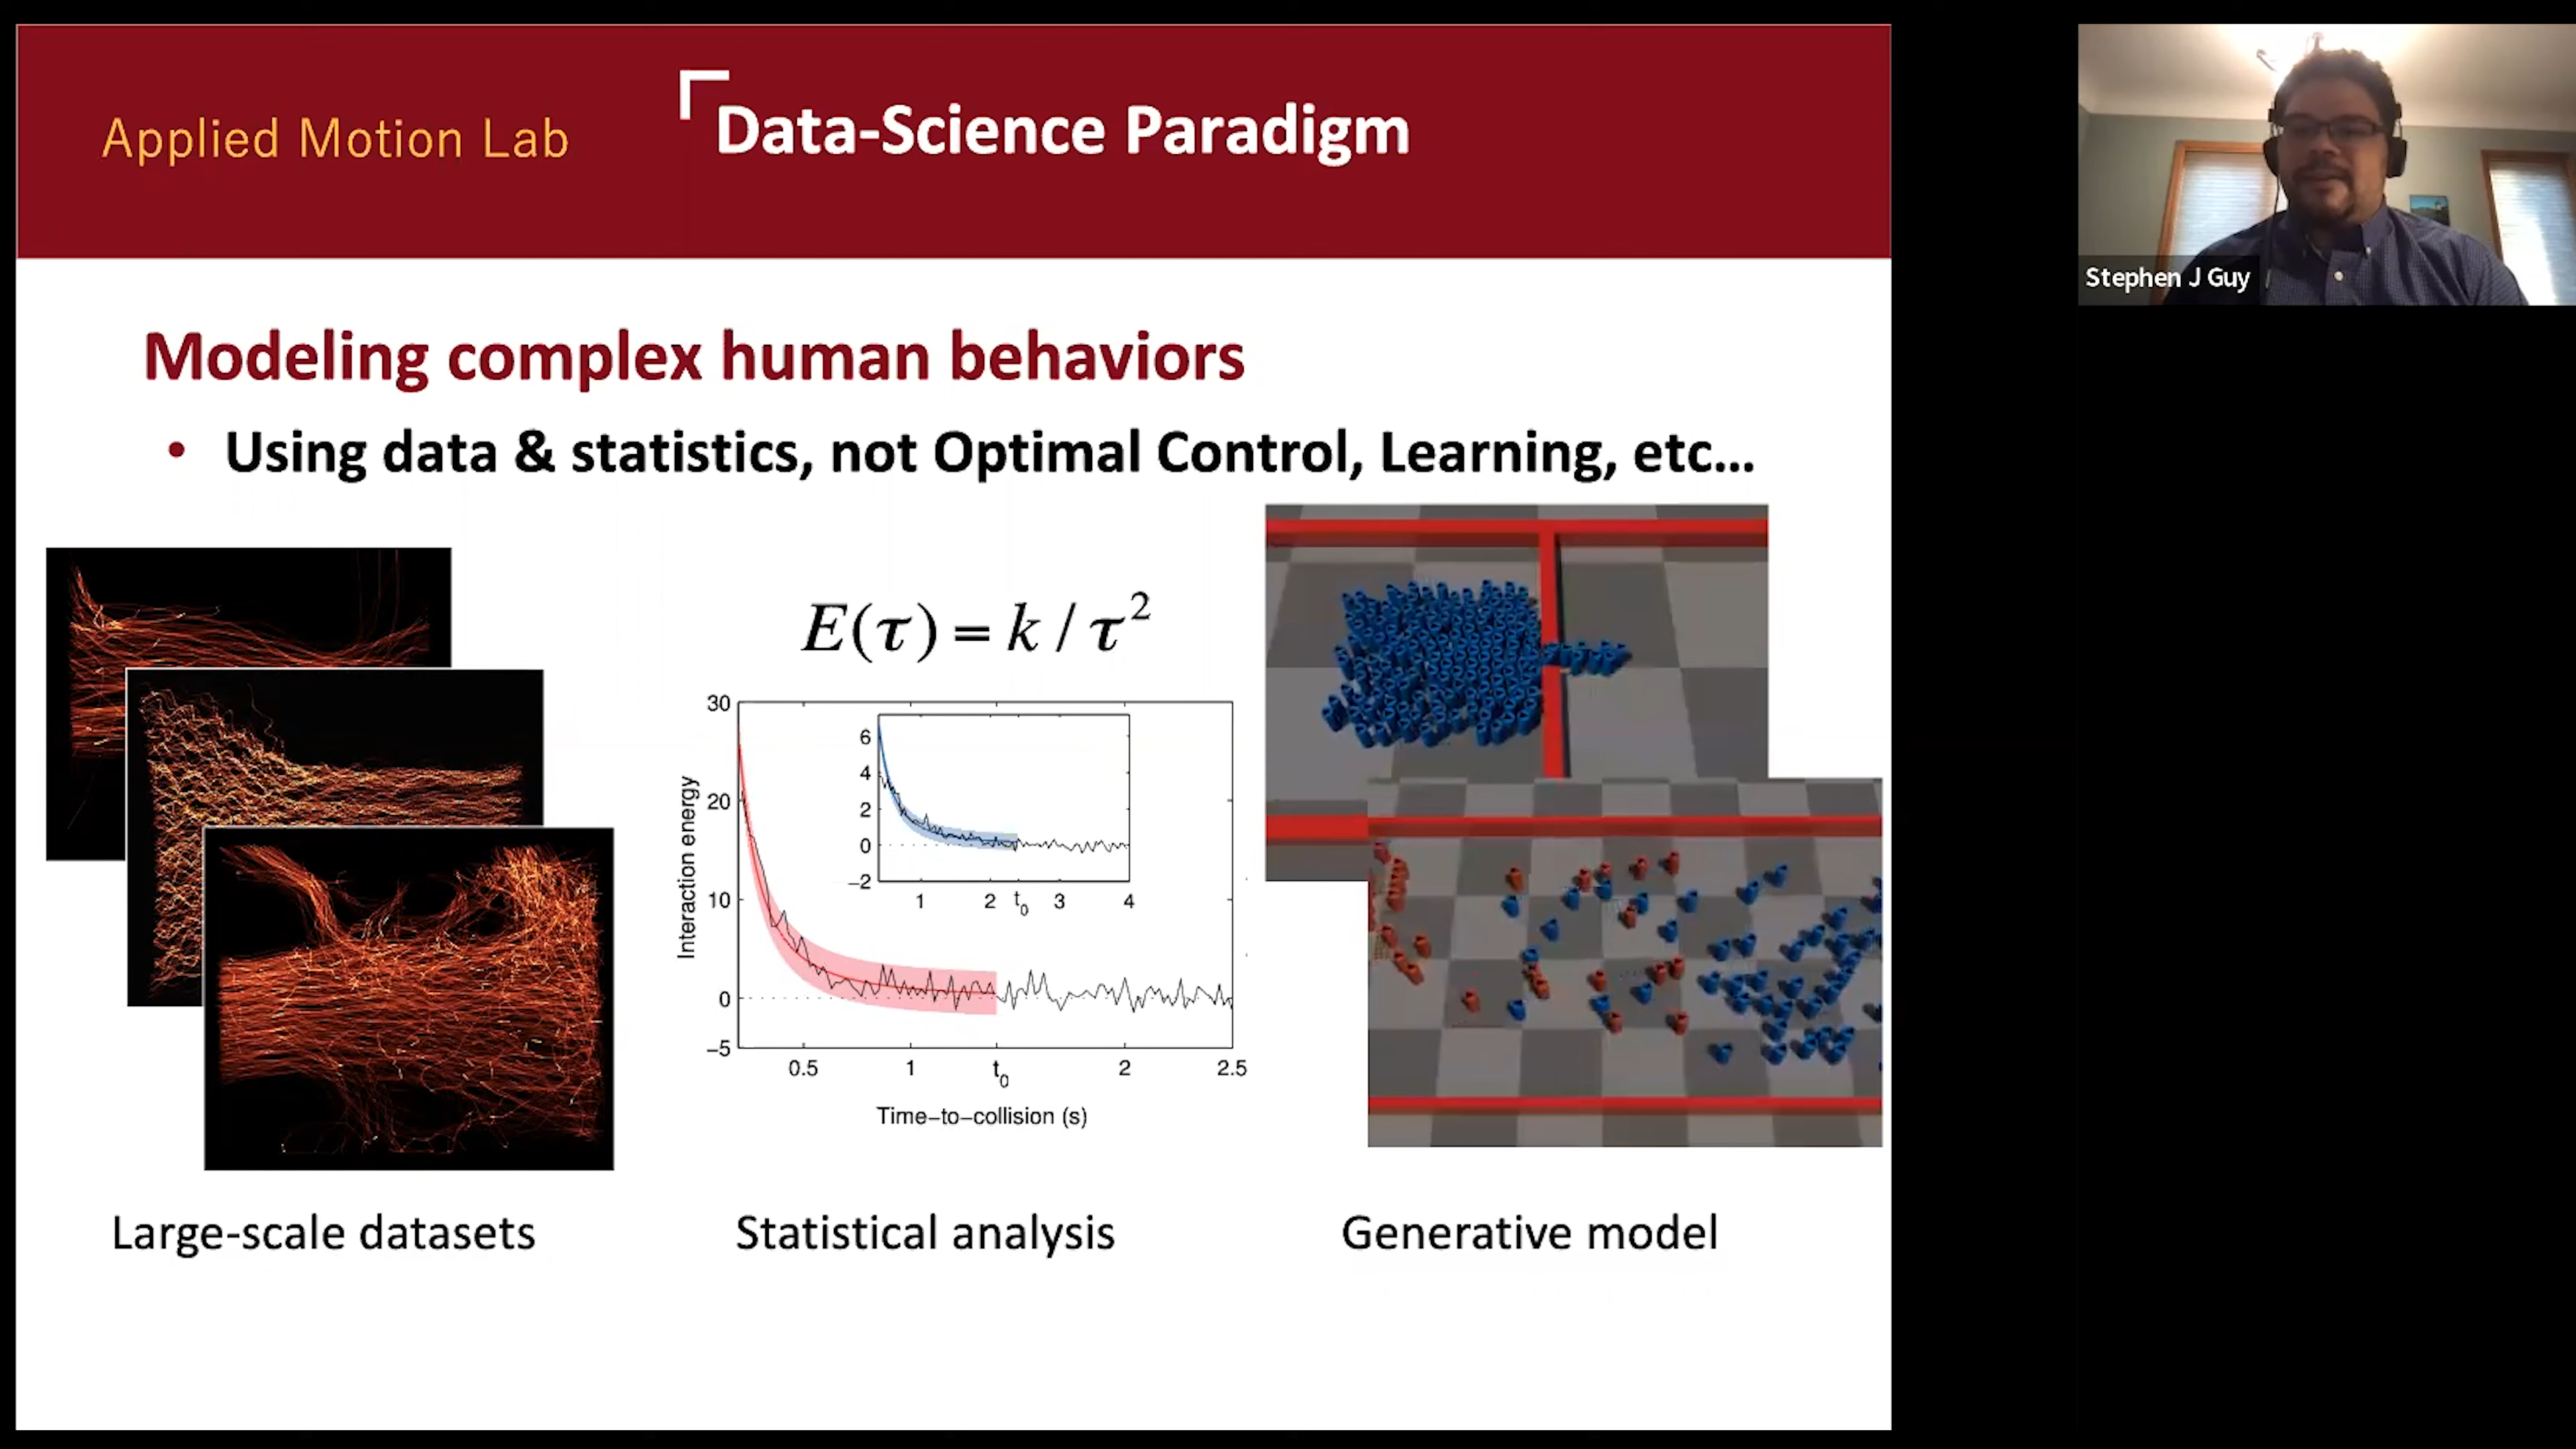 Applied Motion Lab
Data-Science Paradigm
Stephen J Guy
Modeling complex human behaviors
• Using data & statistics, not Optimal Control, Learning, etc...
E(τ) = k / τ²
30
20
10
0
−5
Interaction energy
0.5
1
t₀
2
2.5
Time−to−collision (s)
6
4
2
0
−2
1
2
t₀
3
4
Large-scale datasets
Statistical analysis
Generative model